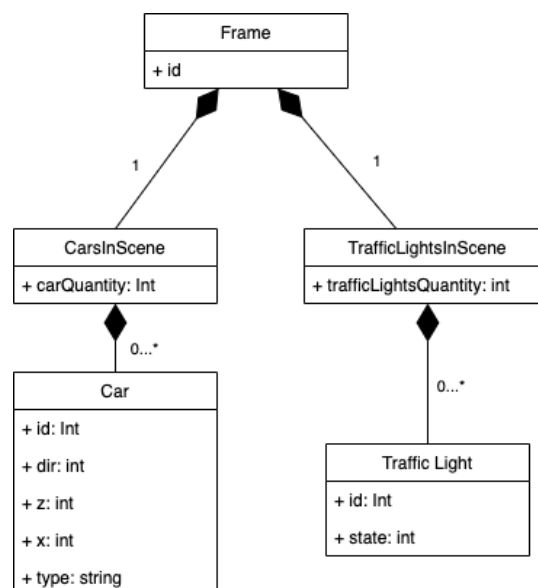 Frame
+ id
1
1
CarsInScene
+ carQuantity: Int
TrafficLightsInScene
+ trafficLightsQuantity: int
0...*
Car
+ id: Int
+ dir: int
+ z: int
+ x: int
+ type: string
0...*
Traffic Light
+ id: Int
+ state: int